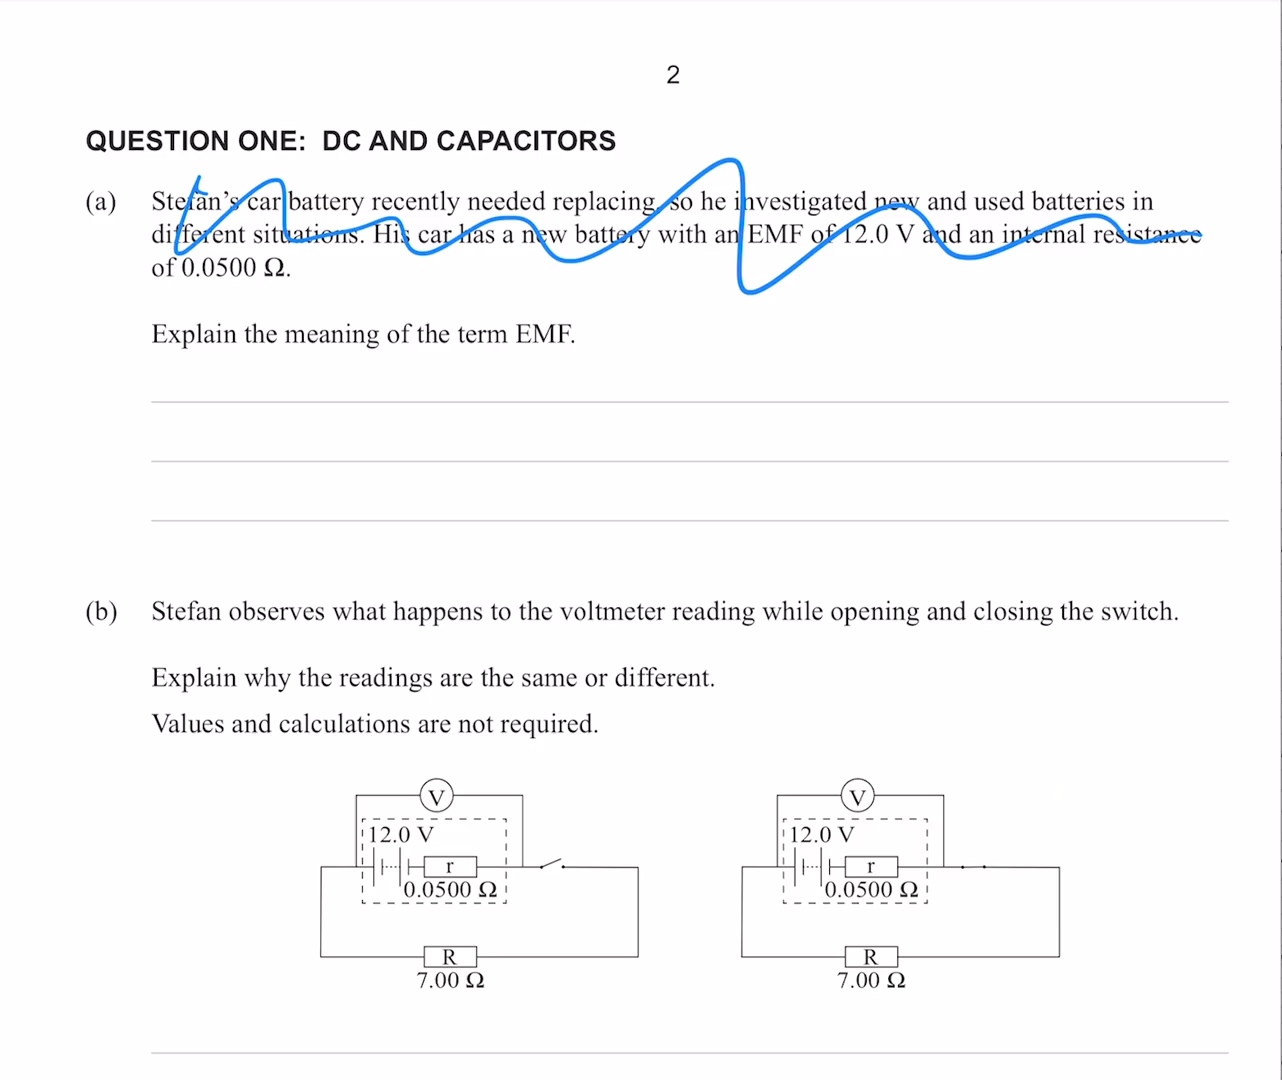 2
QUESTION ONE: DC AND CAPACITORS
(a) Stefan's car battery recently needed replacing, so he investigated new and used batteries in
different situations. His car has a new battery with an EMF of 12.0 V and an internal resistance
of 0.0500 Ω.
Explain the meaning of the term EMF.
(b) Stefan observes what happens to the voltmeter reading while opening and closing the switch.
Explain why the readings are the same or different.
Values and calculations are not required.
V V
12.0 V 12.0 V
r r
0.0500 Ω 0.0500 Ω
R R
7.00 Ω 7.00 Ω